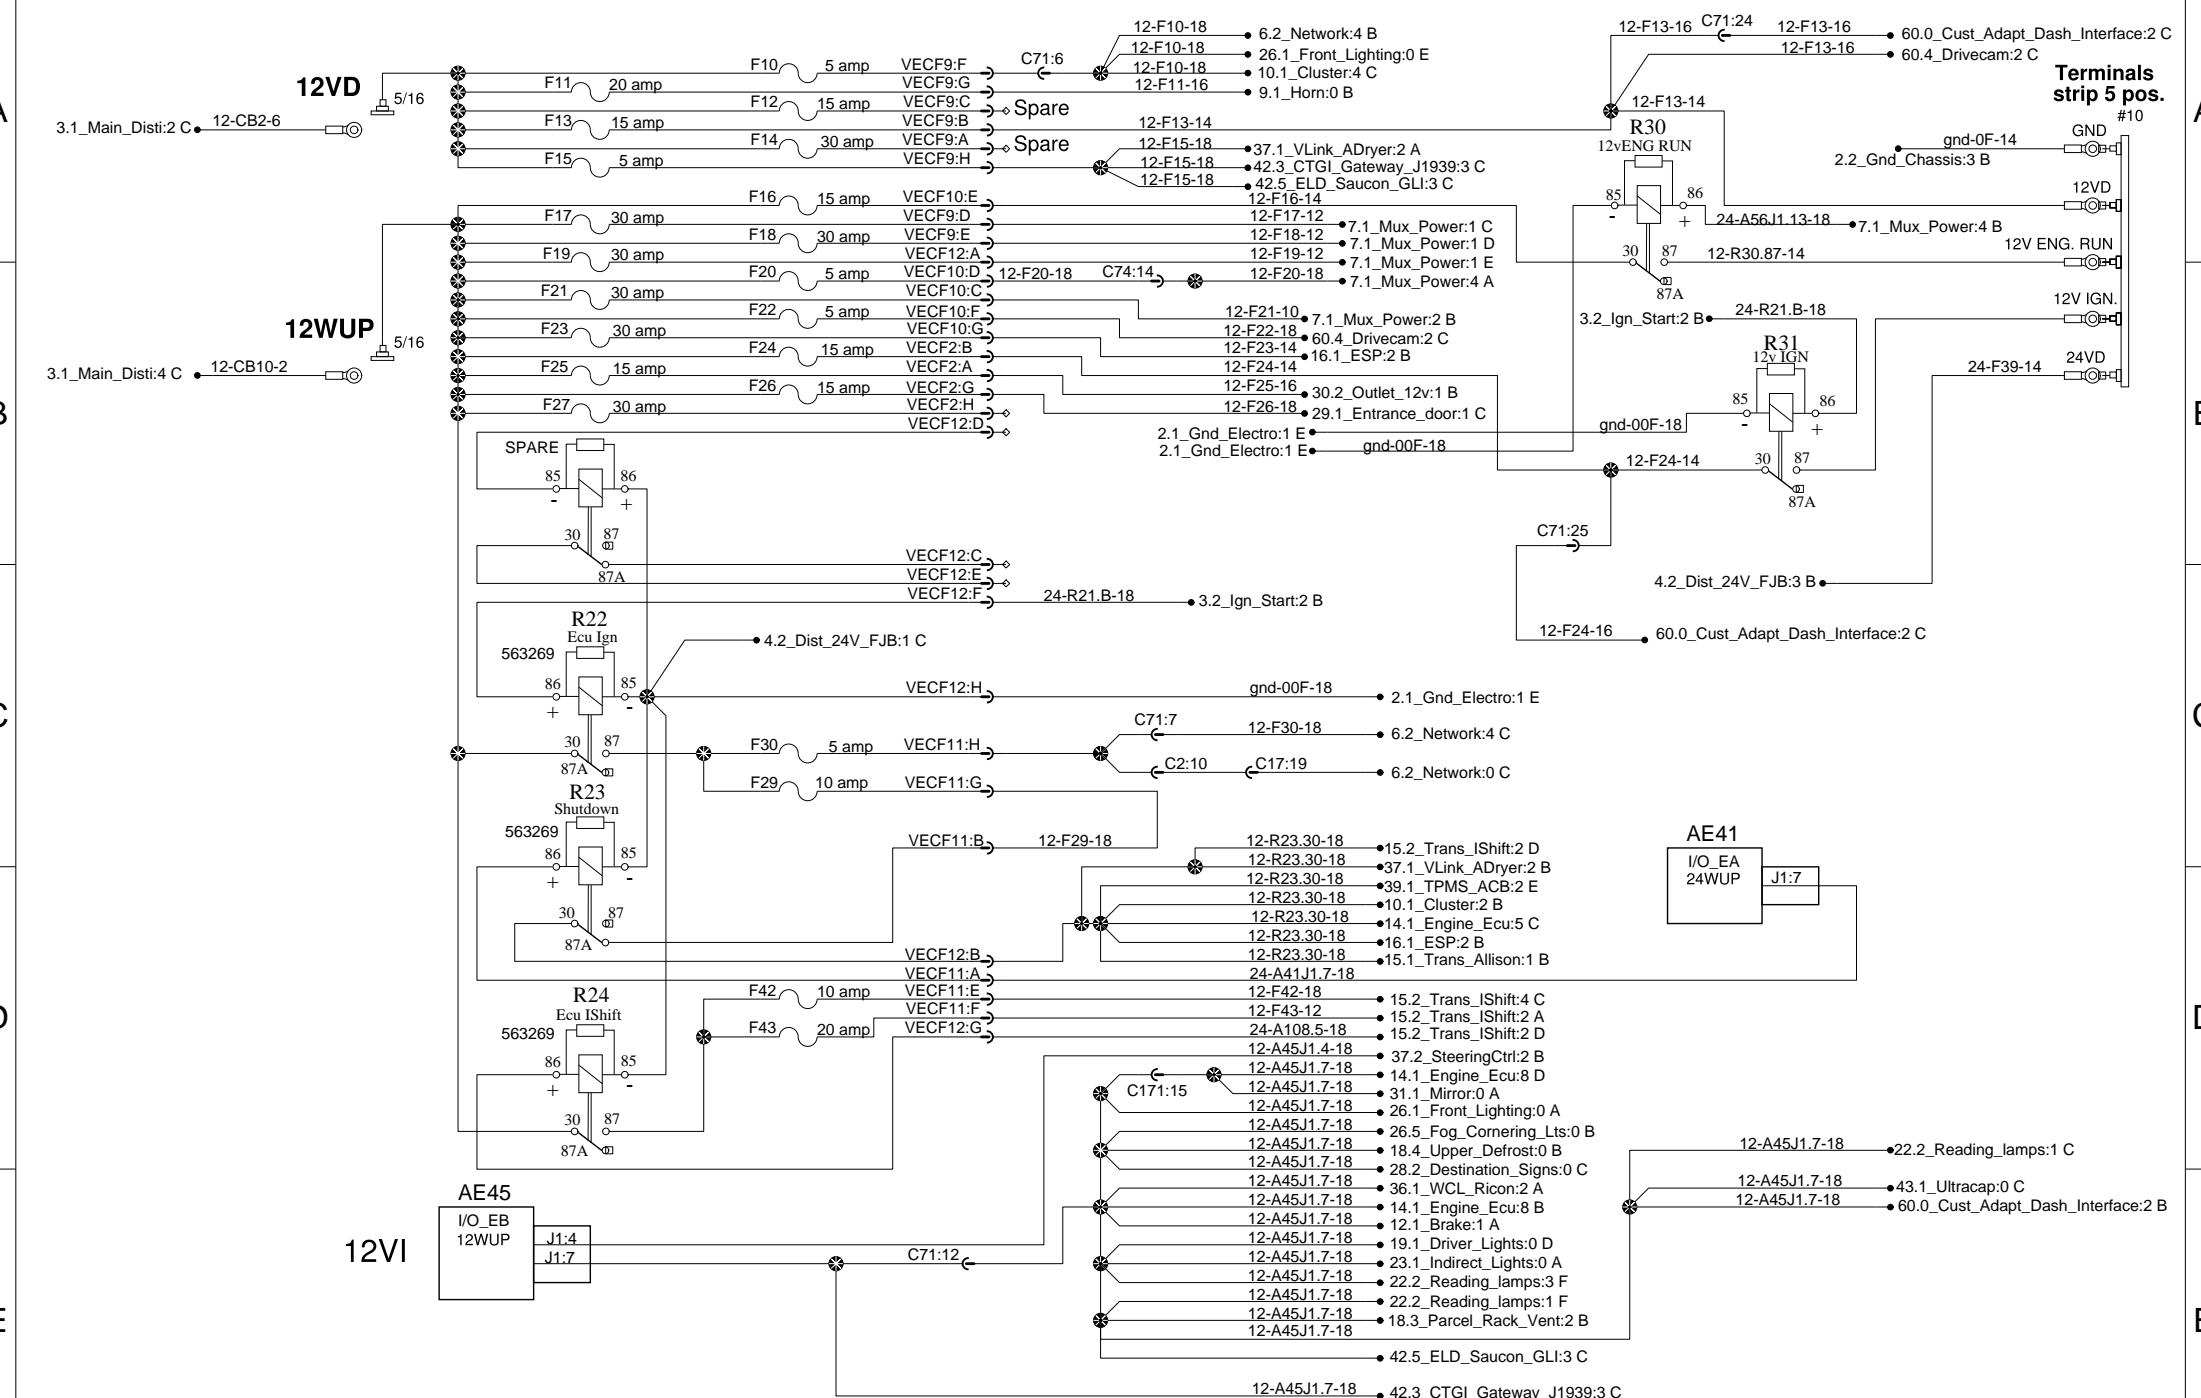 12-F10-18 6.2_Network:4 B
12-F13-16 C71:24 12-F13-16 60.0_Cust_Adapt_Dash_Interface:2 C
12-F10-18 26.1_Front_Lighting:0 E
12-F13-16 60.4_Drivecam:2 C
F10 5 amp VECF9:F C71:6 12-F10-18 10.1_Cluster:4 C
Terminals
strip 5 pos.
#10
12VD
5/16
F11 20 amp VECF9:G 12-F11-16 9.1_Horn:0 B
F12 15 amp VECF9:C Spare
12-F13-14
3.1_Main_Disti:2 C 12-CB2-6
F13 15 amp VECF9:B 12-F13-14
R30
12vENG RUN
GND
gnd-0F-14
2.2_Gnd_Chassis:3 B
F14 30 amp VECF9:A Spare
12-F15-18 37.1_VLink_ADryer:2 A
F15 5 amp VECF9:H 12-F15-18 42.3_CTGI_Gateway_J1939:3 C
12-F15-18 42.5_ELD_Saucon_GLI:3 C
F16 15 amp VECF10:E 12-F16-14
85 86
- +
12VD
F17 30 amp VECF9:D 12-F17-12 7.1_Mux_Power:1 C
24-A56J1.13-18 7.1_Mux_Power:4 B
F18 30 amp VECF9:E 12-F18-12 7.1_Mux_Power:1 D
F19 30 amp VECF12:A 12-F19-12 7.1_Mux_Power:1 E
30 87 12-R30.87-14 12V ENG. RUN
87A
F20 5 amp VECF10:D 12-F20-18 C74:14 12-F20-18 7.1_Mux_Power:4 A
F21 30 amp VECF10:C
12WUP
5/16
F22 5 amp VECF10:F 12-F21-10 7.1_Mux_Power:2 B
3.2_Ign_Start:2 B 24-R21.B-18
12V IGN.
F23 30 amp VECF10:G 12-F22-18 60.4_Drivecam:2 C
R31
12v IGN
F24 15 amp VECF2:B 12-F23-14 16.1_ESP:2 B
3.1_Main_Disti:4 C 12-CB10-2
F25 15 amp VECF2:A 12-F24-14
24-F39-14 24VD
F26 15 amp VECF2:G 12-F25-16 30.2_Outlet_12v:1 B
F27 30 amp VECF2:H 12-F26-18 29.1_Entrance_door:1 C
85 86
- +
VECF12:D
2.1_Gnd_Electro:1 E gnd-00F-18
2.1_Gnd_Electro:1 E gnd-00F-18
SPARE
85 86
- +
12-F24-14 30 87
87A
30 87
87A
C71:25
VECF12:C
VECF12:E
4.2_Dist_24V_FJB:3 B
VECF12:F 24-R21.B-18 3.2_Ign_Start:2 B
R22
Ecu Ign
563269
4.2_Dist_24V_FJB:1 C
12-F24-16 60.0_Cust_Adapt_Dash_Interface:2 C
86 85
+ -
VECF12:H gnd-00F-18 2.1_Gnd_Electro:1 E
C71:7 12-F30-18 6.2_Network:4 C
30 87
87A
F30 5 amp VECF11:H
C2:10 C17:19 6.2_Network:0 C
F29 10 amp VECF11:G
R23
Shutdown
563269
86 85
+ -
VECF11:B 12-F29-18
12-R23.30-18 15.2_Trans_IShift:2 D
12-R23.30-18 37.1_VLink_ADryer:2 B
12-R23.30-18 39.1_TPMS_ACB:2 E
12-R23.30-18 10.1_Cluster:2 B
12-R23.30-18 14.1_Engine_Ecu:5 C
12-R23.30-18 16.1_ESP:2 B
12-R23.30-18 15.1_Trans_Allison:1 B
AE41
I/O_EA
24WUP
J1:7
30 87
87A
VECF12:B
VECF11:A 24-A41J1.7-18
R24
Ecu IShift
563269
F42 10 amp VECF11:E 12-F42-18 15.2_Trans_IShift:4 C
VECF11:F 12-F43-12 15.2_Trans_IShift:2 A
F43 20 amp VECF12:G 24-A108.5-18 15.2_Trans_IShift:2 D
86 85
+ -
12-A45J1.4-18 37.2_SteeringCtrl:2 B
C171:15
12-A45J1.7-18 14.1_Engine_Ecu:8 D
12-A45J1.7-18 31.1_Mirror:0 A
12-A45J1.7-18 26.1_Front_Lighting:0 A
30 87
87A
12-A45J1.7-18 26.5_Fog_Cornering_Lts:0 B
12-A45J1.7-18 18.4_Upper_Defrost:0 B
12-A45J1.7-18 22.2_Reading_lamps:1 C
12-A45J1.7-18 28.2_Destination_Signs:0 C
12-A45J1.7-18 36.1_WCL_Ricon:2 A
12-A45J1.7-18 43.1_Ultracap:0 C
12-A45J1.7-18 14.1_Engine_Ecu:8 B
12-A45J1.7-18 60.0_Cust_Adapt_Dash_Interface:2 B
12-A45J1.7-18 12.1_Brake:1 A
AE45
I/O_EB
12WUP
J1:4
J1:7
12VI
C71:12
12-A45J1.7-18 19.1_Driver_Lights:0 D
12-A45J1.7-18 23.1_Indirect_Lights:0 A
12-A45J1.7-18 22.2_Reading_lamps:3 F
12-A45J1.7-18 22.2_Reading_lamps:1 F
12-A45J1.7-18 18.3_Parcel_Rack_Vent:2 B
12-A45J1.7-18
42.5_ELD_Saucon_GLI:3 C
12-A45J1.7-18 42.3_CTGI_Gateway_J1939:3 C